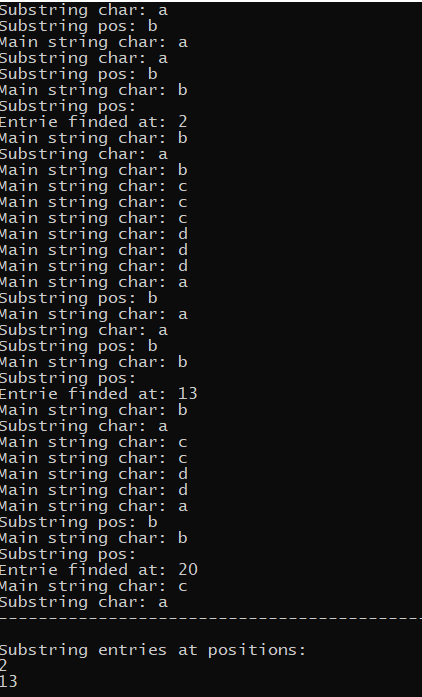 Substring char: a
Substring pos: b
Main string char: a
Substring char: a
Substring pos: b
Main string char: b
Substring pos:
Entrie finded at: 2
Main string char: b
Substring char: a
Main string char: b
Main string char: c
Main string char: c
Main string char: c
Main string char: d
Main string char: d
Main string char: d
Main string char: a
Substring pos: b
Main string char: a
Substring char: a
Substring pos: b
Main string char: b
Substring pos:
Entrie finded at: 13
Main string char: b
Substring char: a
Main string char: c
Main string char: c
Main string char: d
Main string char: d
Main string char: a
Substring pos: b
Main string char: b
Substring pos:
Entrie finded at: 20
Main string char: c
Substring char: a
------------------------------------------
Substring entries at positions:
2
13